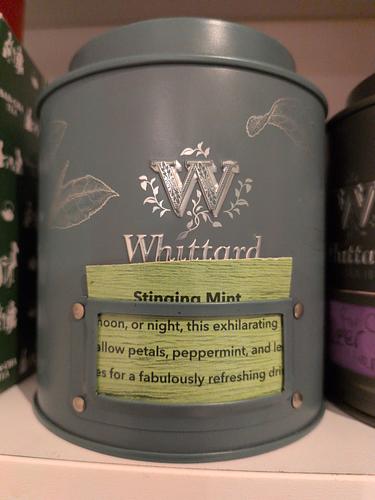 W
Whittard
Stinging Mint
noon, or night, this exhilarating
allow petals, peppermint, and le
es for a fabulously refreshing dri
W